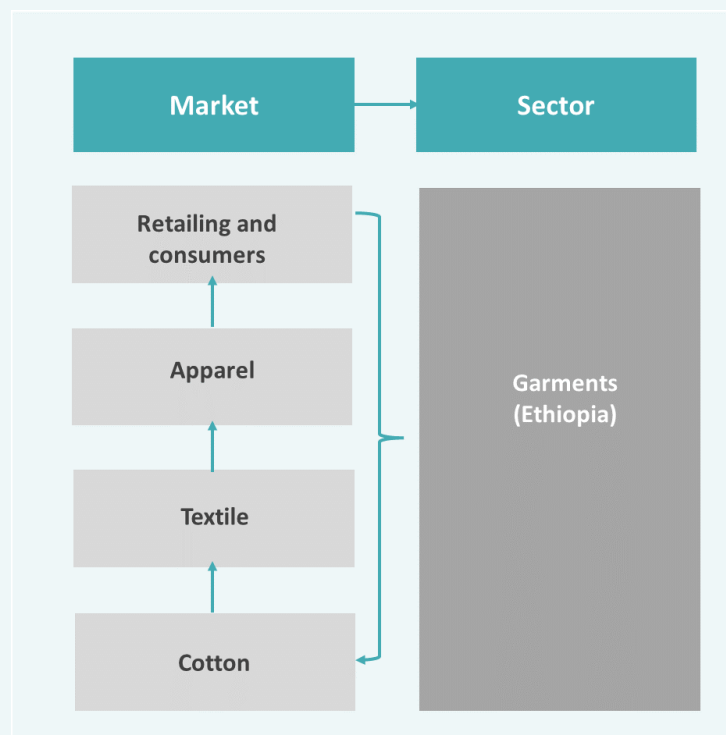 Market
Sector
Retailing and
consumers
Apparel
Garments
(Ethiopia)
Textile
Cotton